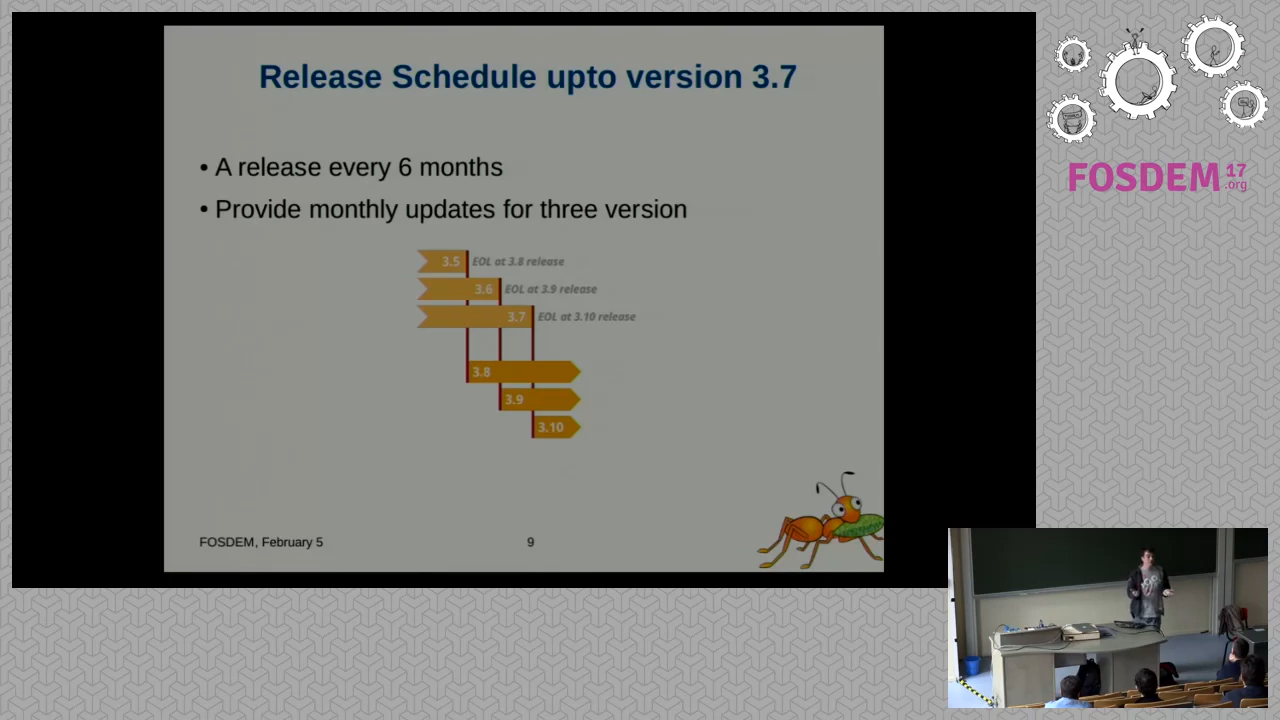 Release Schedule upto version 3.7
• A release every 6 months
• Provide monthly updates for three version
3.5 EOL at 3.8 release
3.6 EOL at 3.9 release
3.7 EOL at 3.10 release
3.8
3.9
3.10
FOSDEM, February 5
9
FOSDEM 17 .org